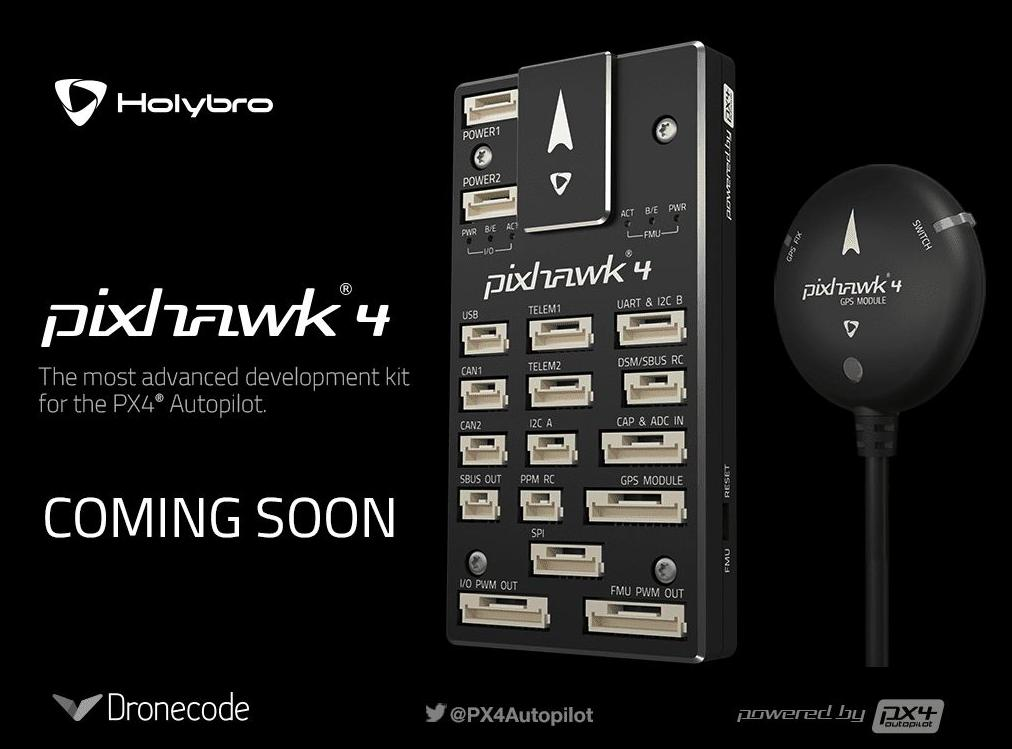 Holybro
pixhawk® 4
The most advanced development kit
for the PX4® Autopilot.
COMING SOON
POWER1
POWER2
PWR B/E ACT
I/O
ACT B/E PWR
FMU
pixhawk® 4
USB TELEM1 UART & I2C B
CAN1 TELEM2 DSM/SBUS RC
CAN2 I2C A CAP & ADC IN
SBUS OUT PPM RC GPS MODULE
SPI
I/O PWM OUT FMU PWM OUT
powered by px4
RESET
FMU
GPS FIX
SWITCH
pixhawk® 4
GPS MODULE
Dronecode
@PX4Autopilot
powered by px4
autopilot